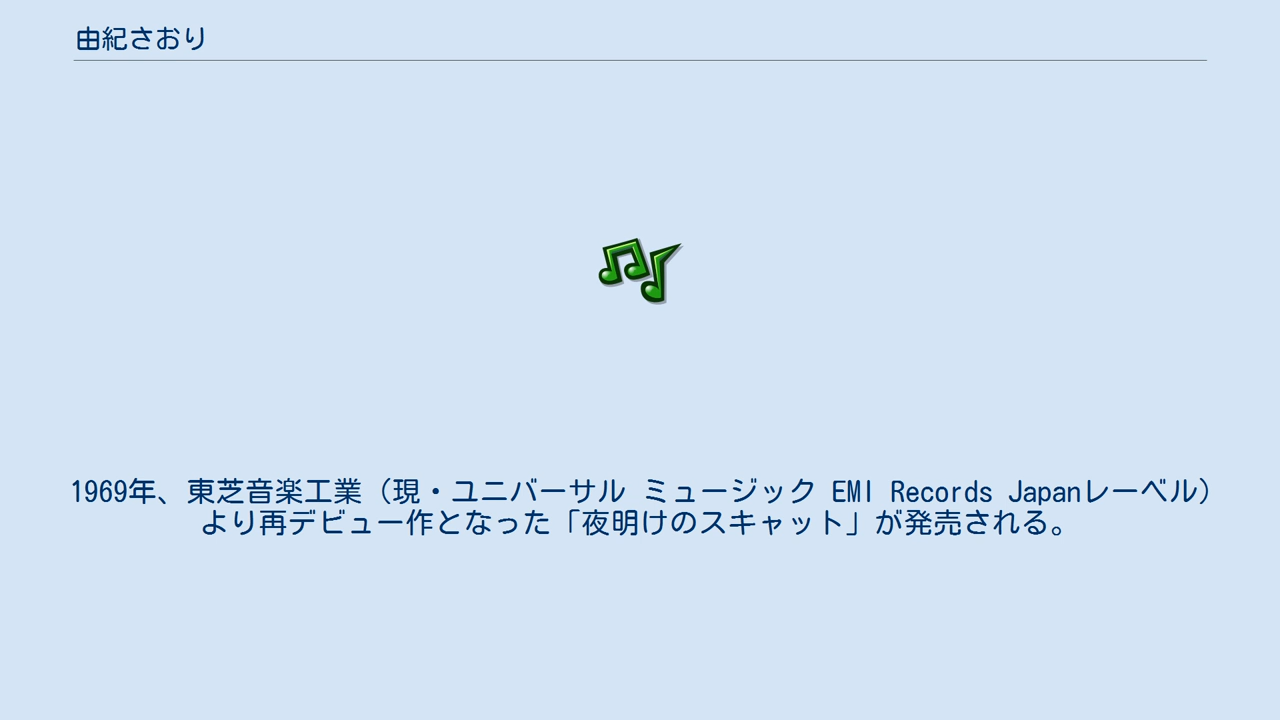 由紀さおり
1969年、東芝音楽工業（現・ユニバーサル ミュージック EMI Records Japanレーベル）
より再デビュー作となった「夜明けのスキャット」が発売される。